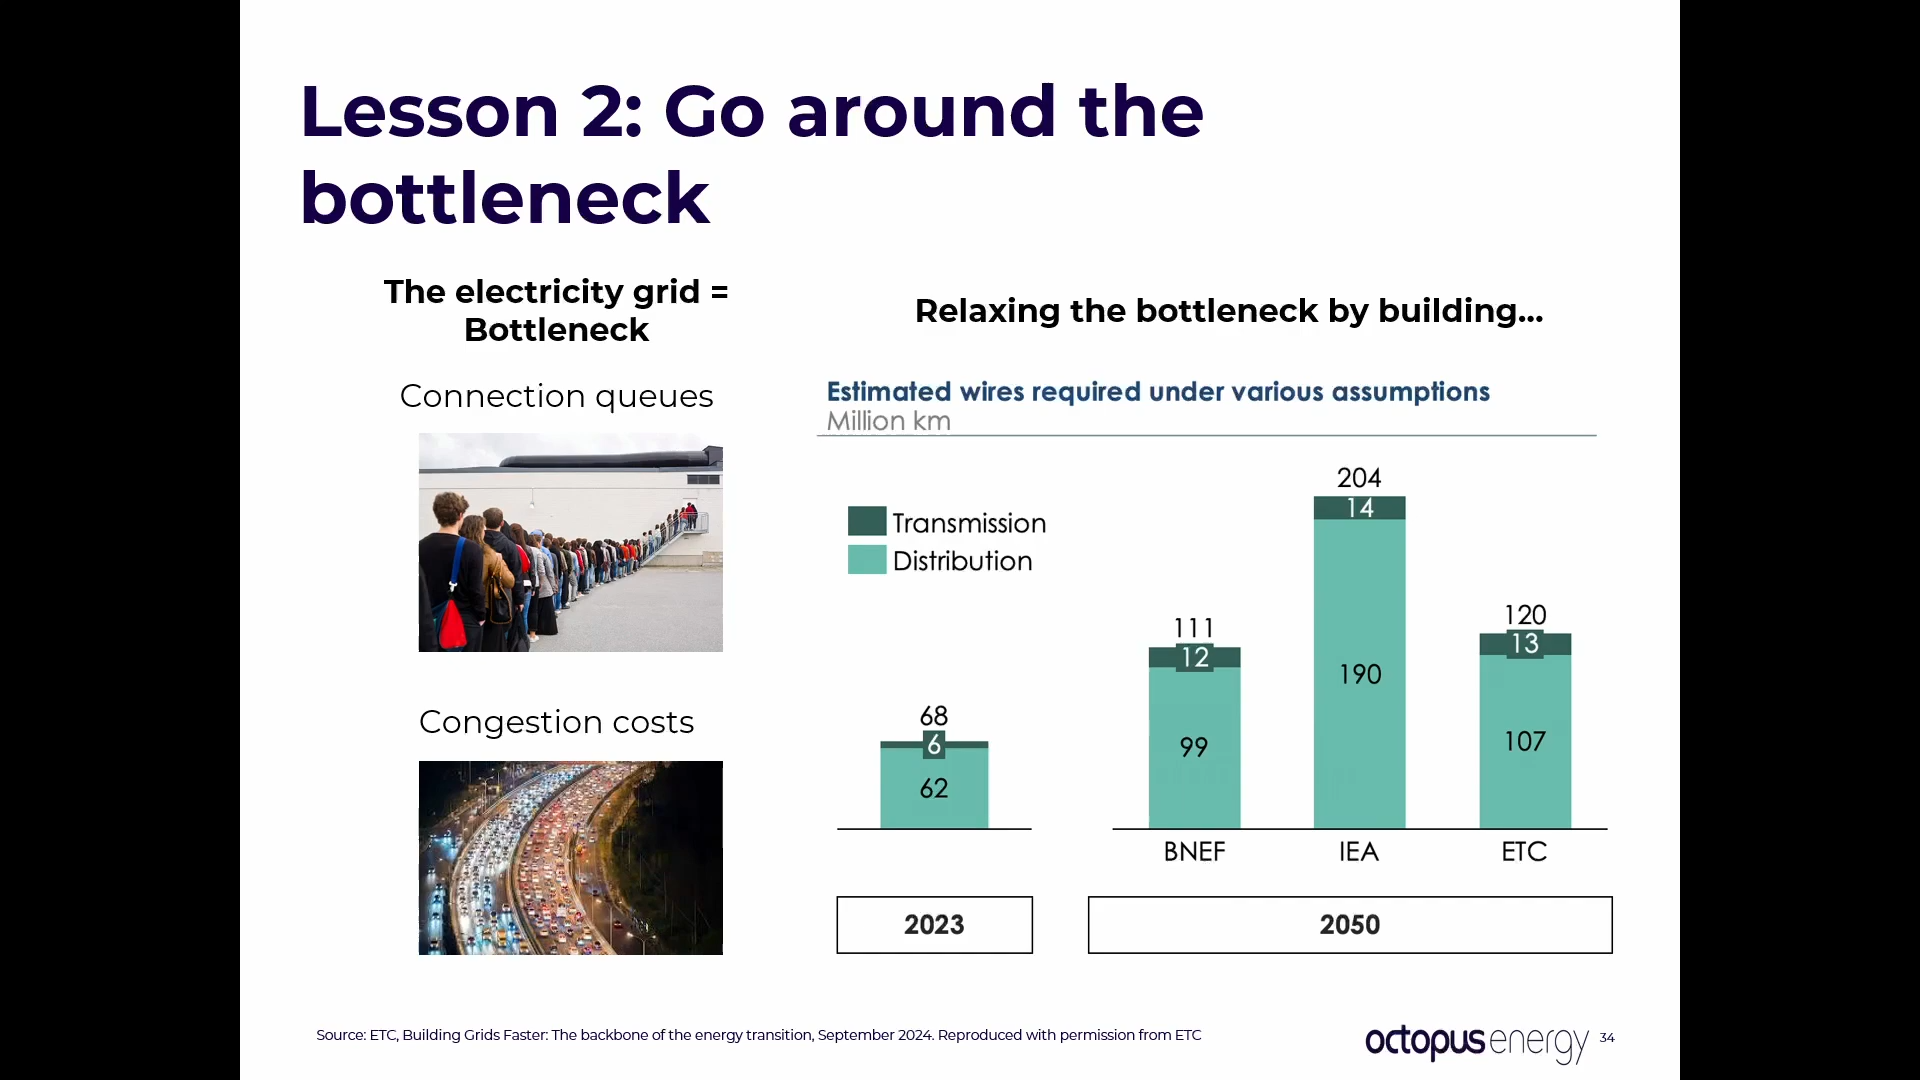 Lesson 2: Go around the
bottleneck
The electricity grid =
Bottleneck
Connection queues
Congestion costs
Relaxing the bottleneck by building...
Estimated wires required under various assumptions
Million km
Transmission
Distribution
68
6
62
111
12
99
204
14
190
120
13
107
BNEF
IEA
ETC
2023
2050
Source: ETC, Building Grids Faster: The backbone of the energy transition, September 2024. Reproduced with permission from ETC
octopus energy
34